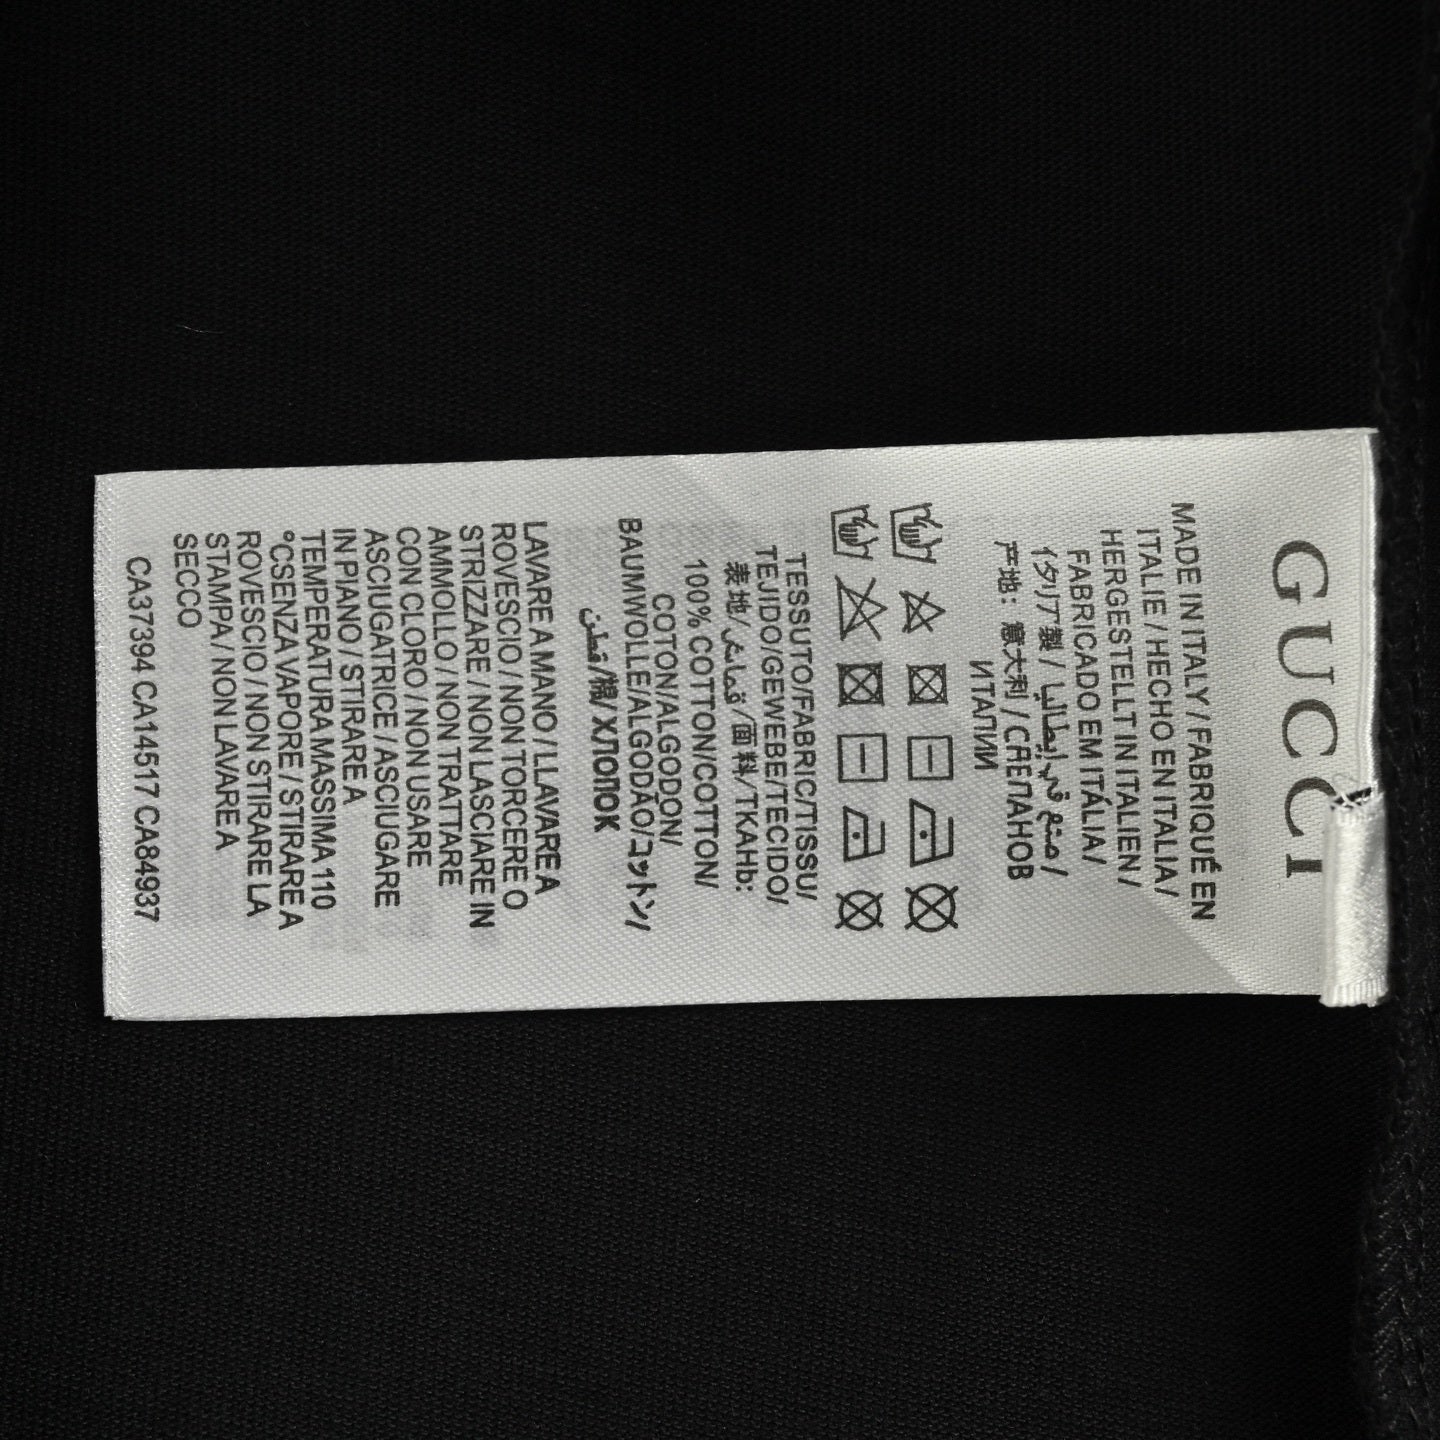 GUCCI
MADE IN ITALY / FABRIQUÉ EN
ITALIE / HECHO EN ITALIA /
HERGESTELLT IN ITALIEN /
FABRICADO EM ITÁLIA /
イタリア製 / صنع في إيطاليا /
产地：意大利 / СДЕЛАНОВ
ИТАЛИИ
TESSUTO/FABRIC/TISSU/
TEJIDO/GEWEBE/TECIDO/
表地/قماش/面料/TKAHb:
100% COTTON/COTTON/
COTON/ALGODON/
BAUMWOLLE/ALGODÃO/コットン/
قطن/棉/ХЛОПОК
LAVARE A MANO / LLAVARE A
ROVESCIO / NON TORCERE O
STRIZZARE / NON LASCIARE IN
AMMOLLO / NON TRATTARE
CON CLORO / NON USARE
ASCIUGATRICE / ASCIUGARE
IN PIANO / STIRARE A
TEMPERATURA MASSIMA 110
°CSENZA VAPORE / STIRARE A
ROVESCIO / NON STIRARE LA
STAMPA / NON LAVARE A
SECCO
CA37394 CA14517 CA84937